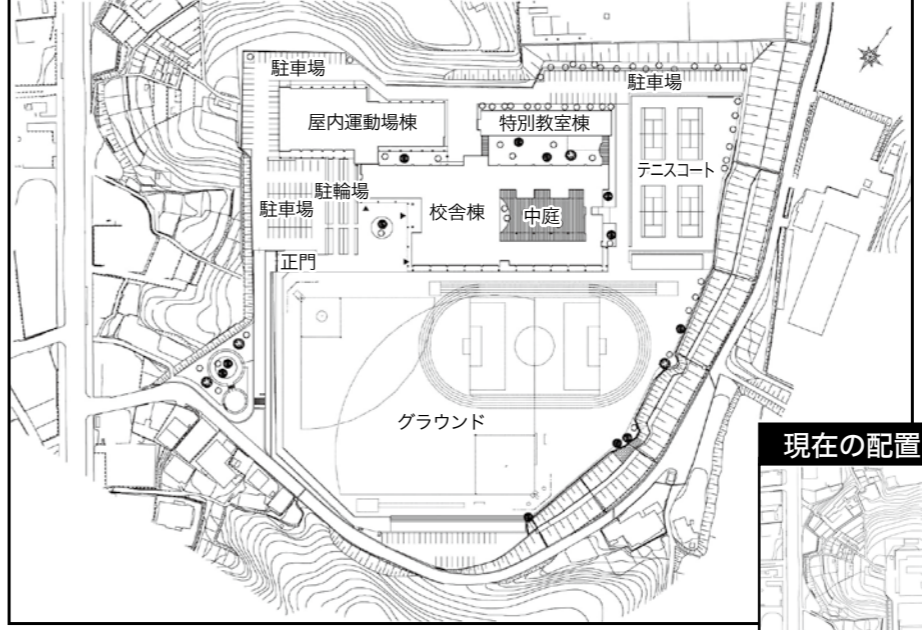 駐車場
駐車場
屋内運動場棟
特別教室棟
テニスコート
駐輪場
駐車場
校舎棟
中庭
正門
グラウンド
現在の配置